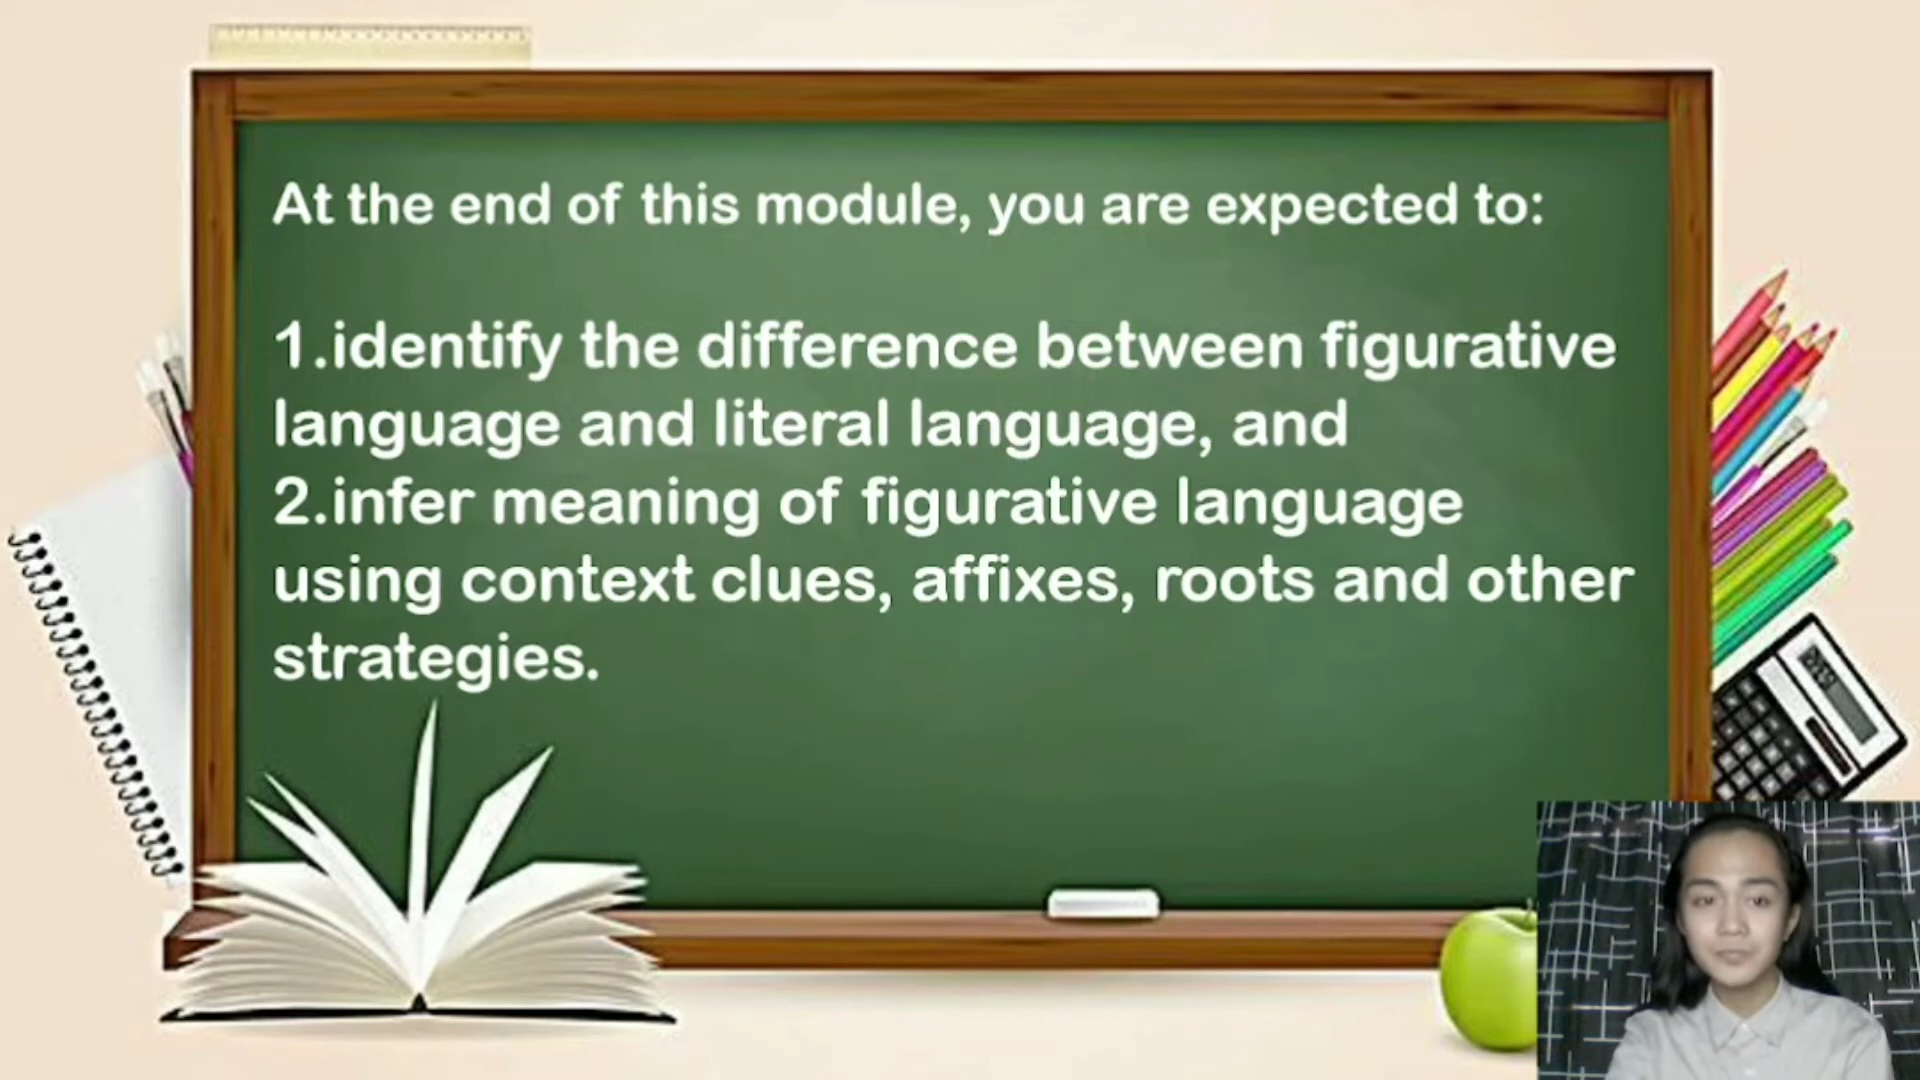 At the end of this module, you are expected to:
1.identify the difference between figurative
language and literal language, and
2.infer meaning of figurative language
using context clues, affixes, roots and other
strategies.